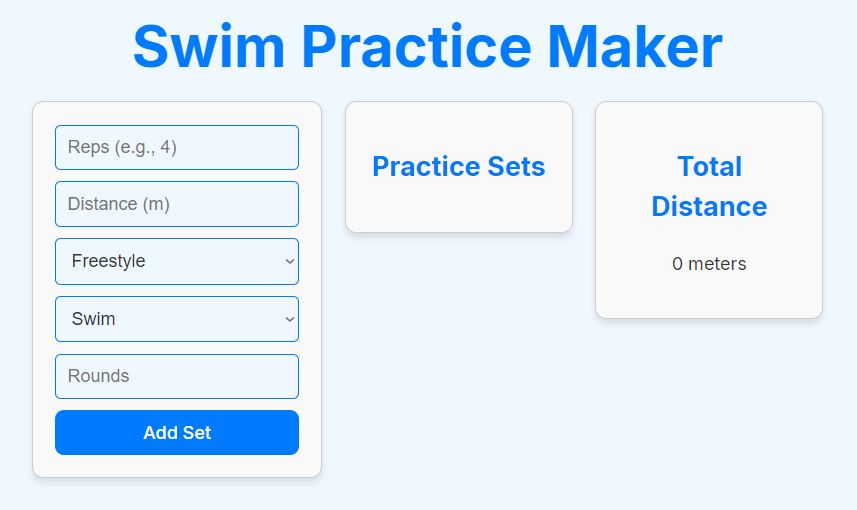 Swim Practice Maker
Reps (e.g., 4)
Distance (m)
Freestyle
Swim
Rounds
Add Set
Practice Sets
Total
Distance
0 meters